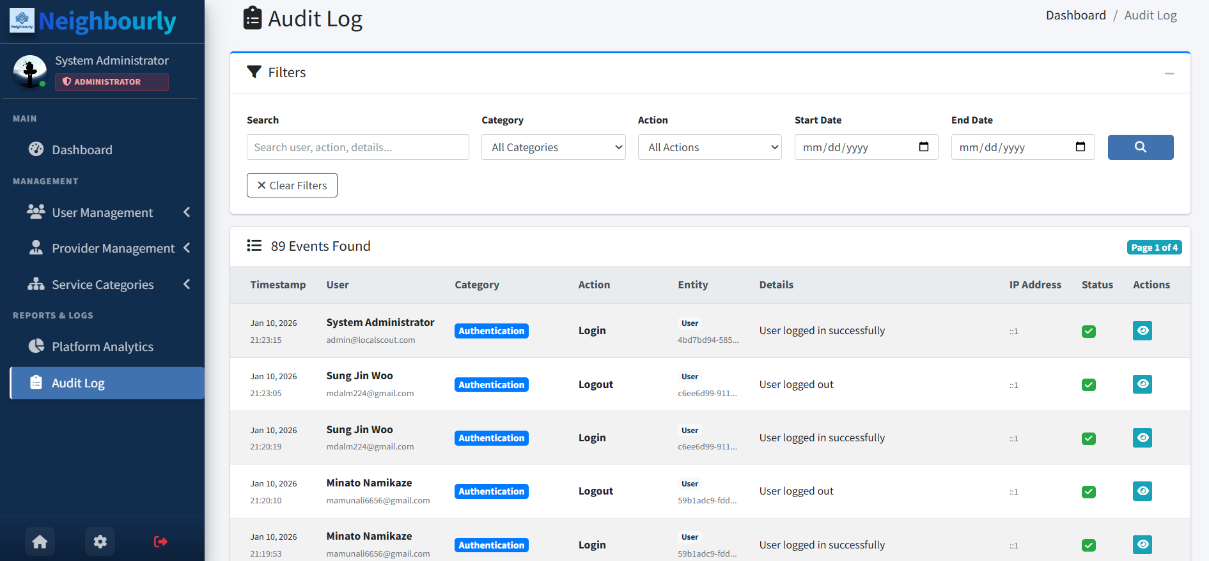 Neighbourly
Audit Log
Dashboard / Audit Log
System Administrator
ADMINISTRATOR
MAIN
Dashboard
MANAGEMENT
User Management
Provider Management
Service Categories
REPORTS & LOGS
Platform Analytics
Audit Log
Filters
Search Category Action Start Date End Date
Search user, action, details... All Categories All Actions mm/dd/yyyy mm/dd/yyyy
Clear Filters
89 Events Found Page 1 of 4
Timestamp User Category Action Entity Details IP Address Status Actions
Jan 10, 2026 System Administrator Authentication Login User User logged in successfully ::1
21:23:15 admin@localscout.com 4bd7bd94-585...
Jan 10, 2026 Sung Jin Woo Authentication Logout User User logged out ::1
21:23:05 mdalm224@gmail.com c6ee6d99-911...
Jan 10, 2026 Sung Jin Woo Authentication Login User User logged in successfully ::1
21:20:19 mdalm224@gmail.com c6ee6d99-911...
Jan 10, 2026 Minato Namikaze Authentication Logout User User logged out ::1
21:20:10 mamunali6656@gmail.com 59b1adc9-fdd...
Jan 10, 2026 Minato Namikaze Authentication Login User User logged in successfully ::1
21:19:53 mamunali6656@gmail.com 59b1adc9-fdd...